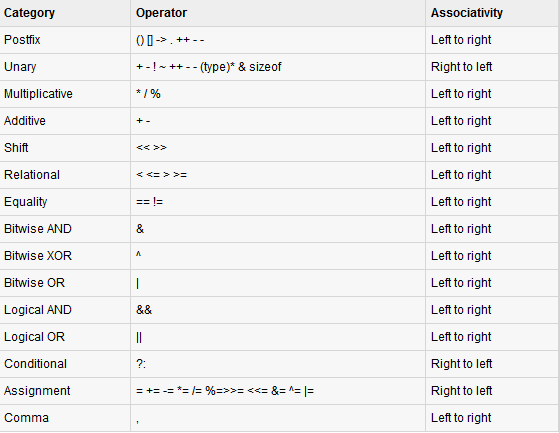 Category Operator Associativity
Postfix () [] -> . ++ - - Left to right
Unary + - ! ~ ++ - - (type)* & sizeof Right to left
Multiplicative * / % Left to right
Additive + - Left to right
Shift << >> Left to right
Relational < <= > >= Left to right
Equality == != Left to right
Bitwise AND & Left to right
Bitwise XOR ^ Left to right
Bitwise OR | Left to right
Logical AND && Left to right
Logical OR || Left to right
Conditional ?: Right to left
Assignment = += -= *= /= %=>>= <<= &= ^= |= Right to left
Comma , Left to right